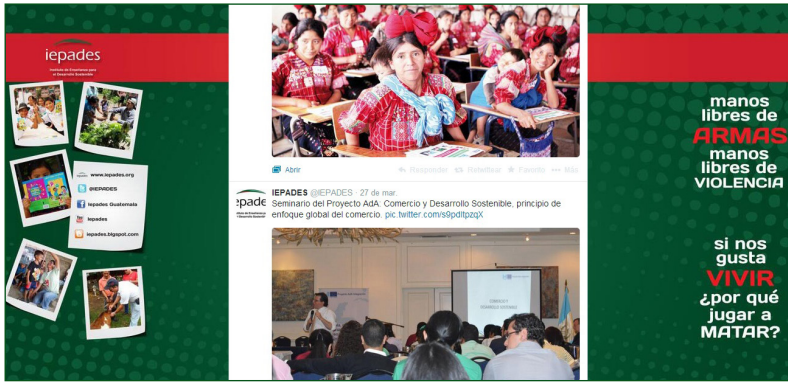 iepades
Instituto de Enseñanza para
el Desarrollo Sostenible
www.iepades.org
@IEPADES
iepades Guatemala
iepades
iepades.blgspot.com
Abrir
Responder Retwittear Favorito Más
IEPADES @IEPADES · 27 de mar.
Seminario del Proyecto AdA: Comercio y Desarrollo Sostenible, principio de
enfoque global del comercio. pic.twitter.com/s9pdltpzqX
epade
manos
libres de
ARMAS
manos
libres de
VIOLENCIA
si nos
gusta
VIVIR
¿por qué
jugar a
MATAR?